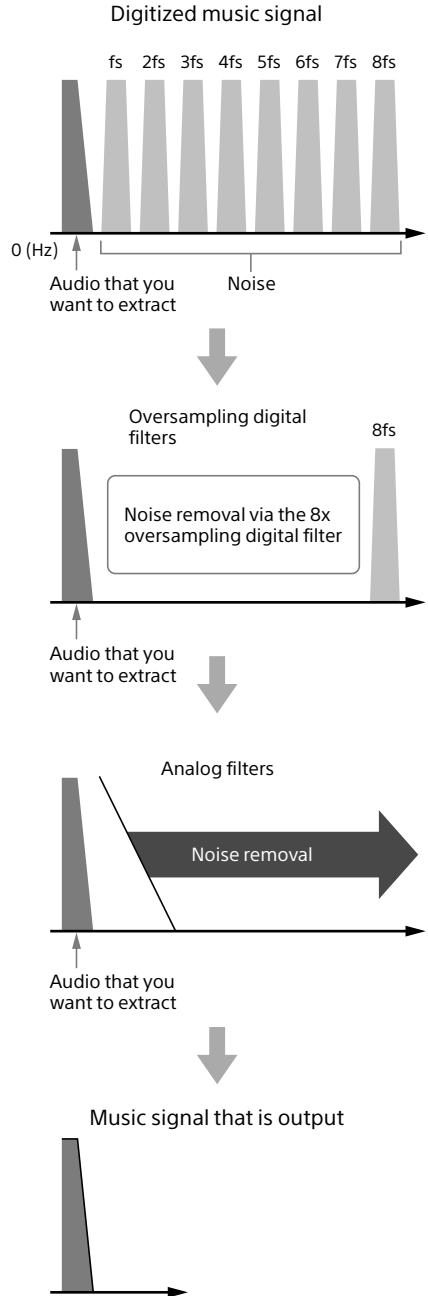 Digitized music signal
fs 2fs 3fs 4fs 5fs 6fs 7fs 8fs
0 (Hz)
Audio that you
want to extract
Noise
Oversampling digital
filters
8fs
Noise removal via the 8x
oversampling digital filter
Audio that you
want to extract
Analog filters
Noise removal
Audio that you
want to extract
Music signal that is output